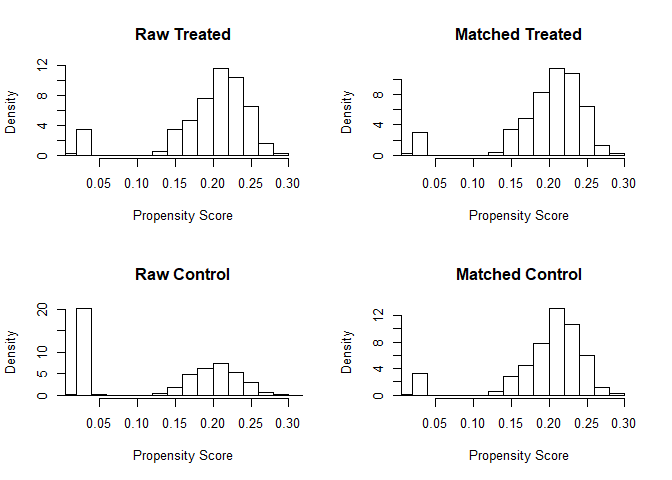 Raw Treated
Density
0 4 8 12
0.05 0.10 0.15 0.20 0.25 0.30
Propensity Score
Matched Treated
Density
0 4 8
0.05 0.10 0.15 0.20 0.25 0.30
Propensity Score
Raw Control
Density
0 5 10 20
0.05 0.10 0.15 0.20 0.25 0.30
Propensity Score
Matched Control
Density
0 4 8 12
0.05 0.10 0.15 0.20 0.25 0.30
Propensity Score